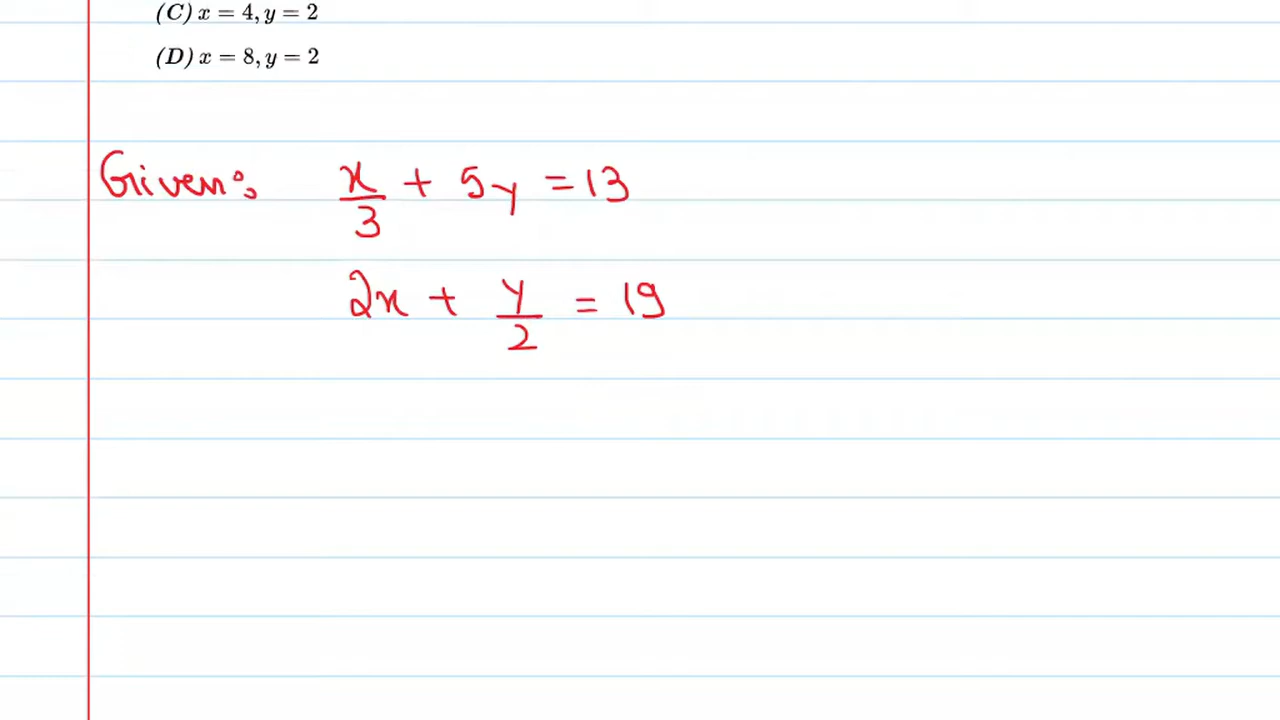 (C) x = 4, y = 2
(D) x = 8, y = 2
Given:. x/3 + 5y = 13
2x + y/2 = 19